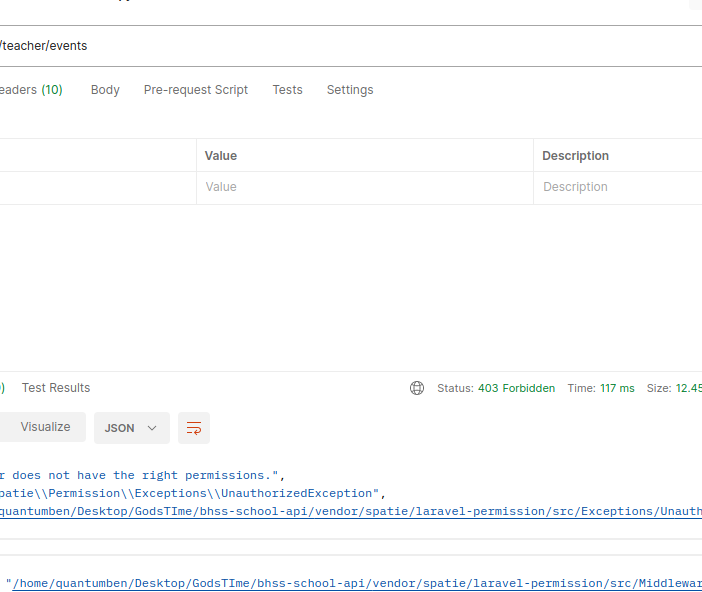 /teacher/events
eaders (10) Body Pre-request Script Tests Settings
Value Description
Value Description
) Test Results Status: 403 Forbidden Time: 117 ms Size: 12.45
Visualize JSON
r does not have the right permissions.",
patie\\Permission\\Exceptions\\UnauthorizedException",
quantumben/Desktop/GodsTIme/bhss-school-api/vendor/spatie/laravel-permission/src/Exceptions/Unauth
"/home/quantumben/Desktop/GodsTIme/bhss-school-api/vendor/spatie/laravel-permission/src/Middlewar